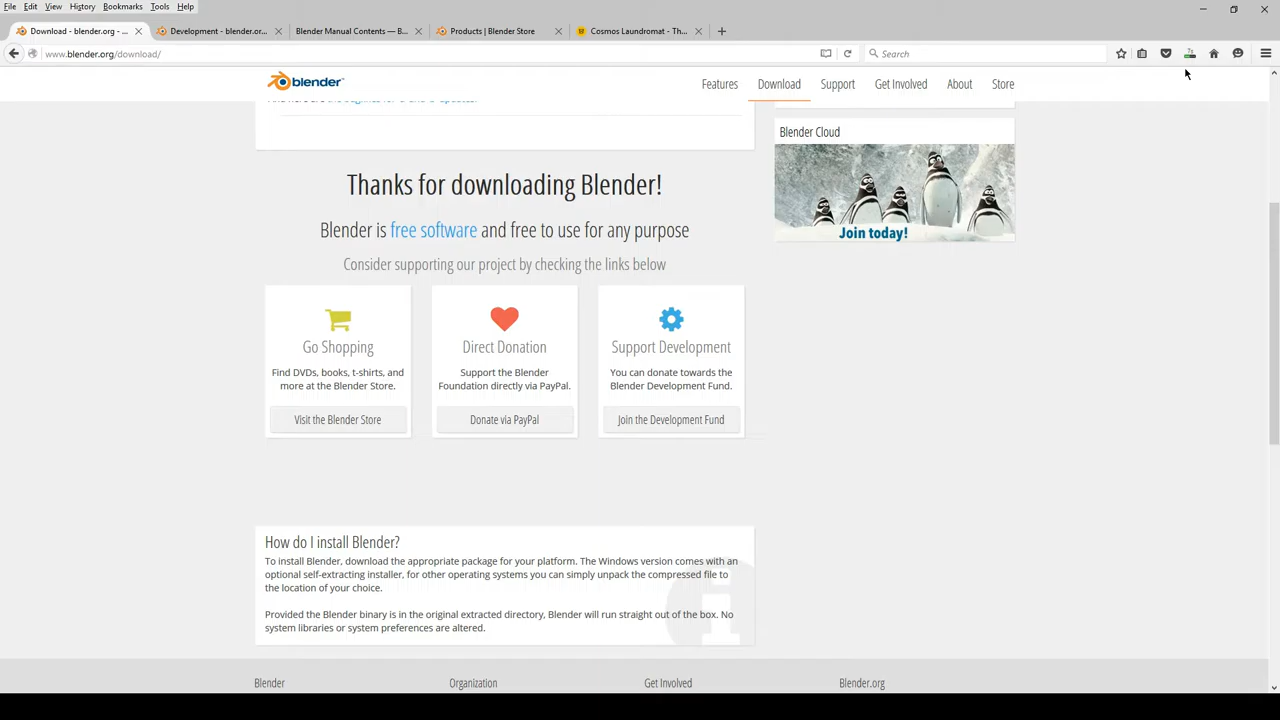 File Edit View History Bookmarks Tools Help
Download - blender.org - ...
Development - blender.or...
Blender Manual Contents — B...
Products | Blender Store
Cosmos Laundromat - Th...
www.blender.org/download/
Search
blender
Features
Download
Support
Get Involved
About
Store
Blender Cloud
Join today!
Thanks for downloading Blender!
Blender is free software and free to use for any purpose
Consider supporting our project by checking the links below
Go Shopping
Find DVDs, books, t-shirts, and
more at the Blender Store.
Visit the Blender Store
Direct Donation
Support the Blender
Foundation directly via PayPal.
Donate via PayPal
Support Development
You can donate towards the
Blender Development Fund.
Join the Development Fund
How do I install Blender?
To install Blender, download the appropriate package for your platform. The Windows version comes with an
optional self-extracting installer, for other operating systems you can simply unpack the compressed file to
the location of your choice.
Provided the Blender binary is in the original extracted directory, Blender will run straight out of the box. No
system libraries or system preferences are altered.
Blender
Organization
Get Involved
Blender.org